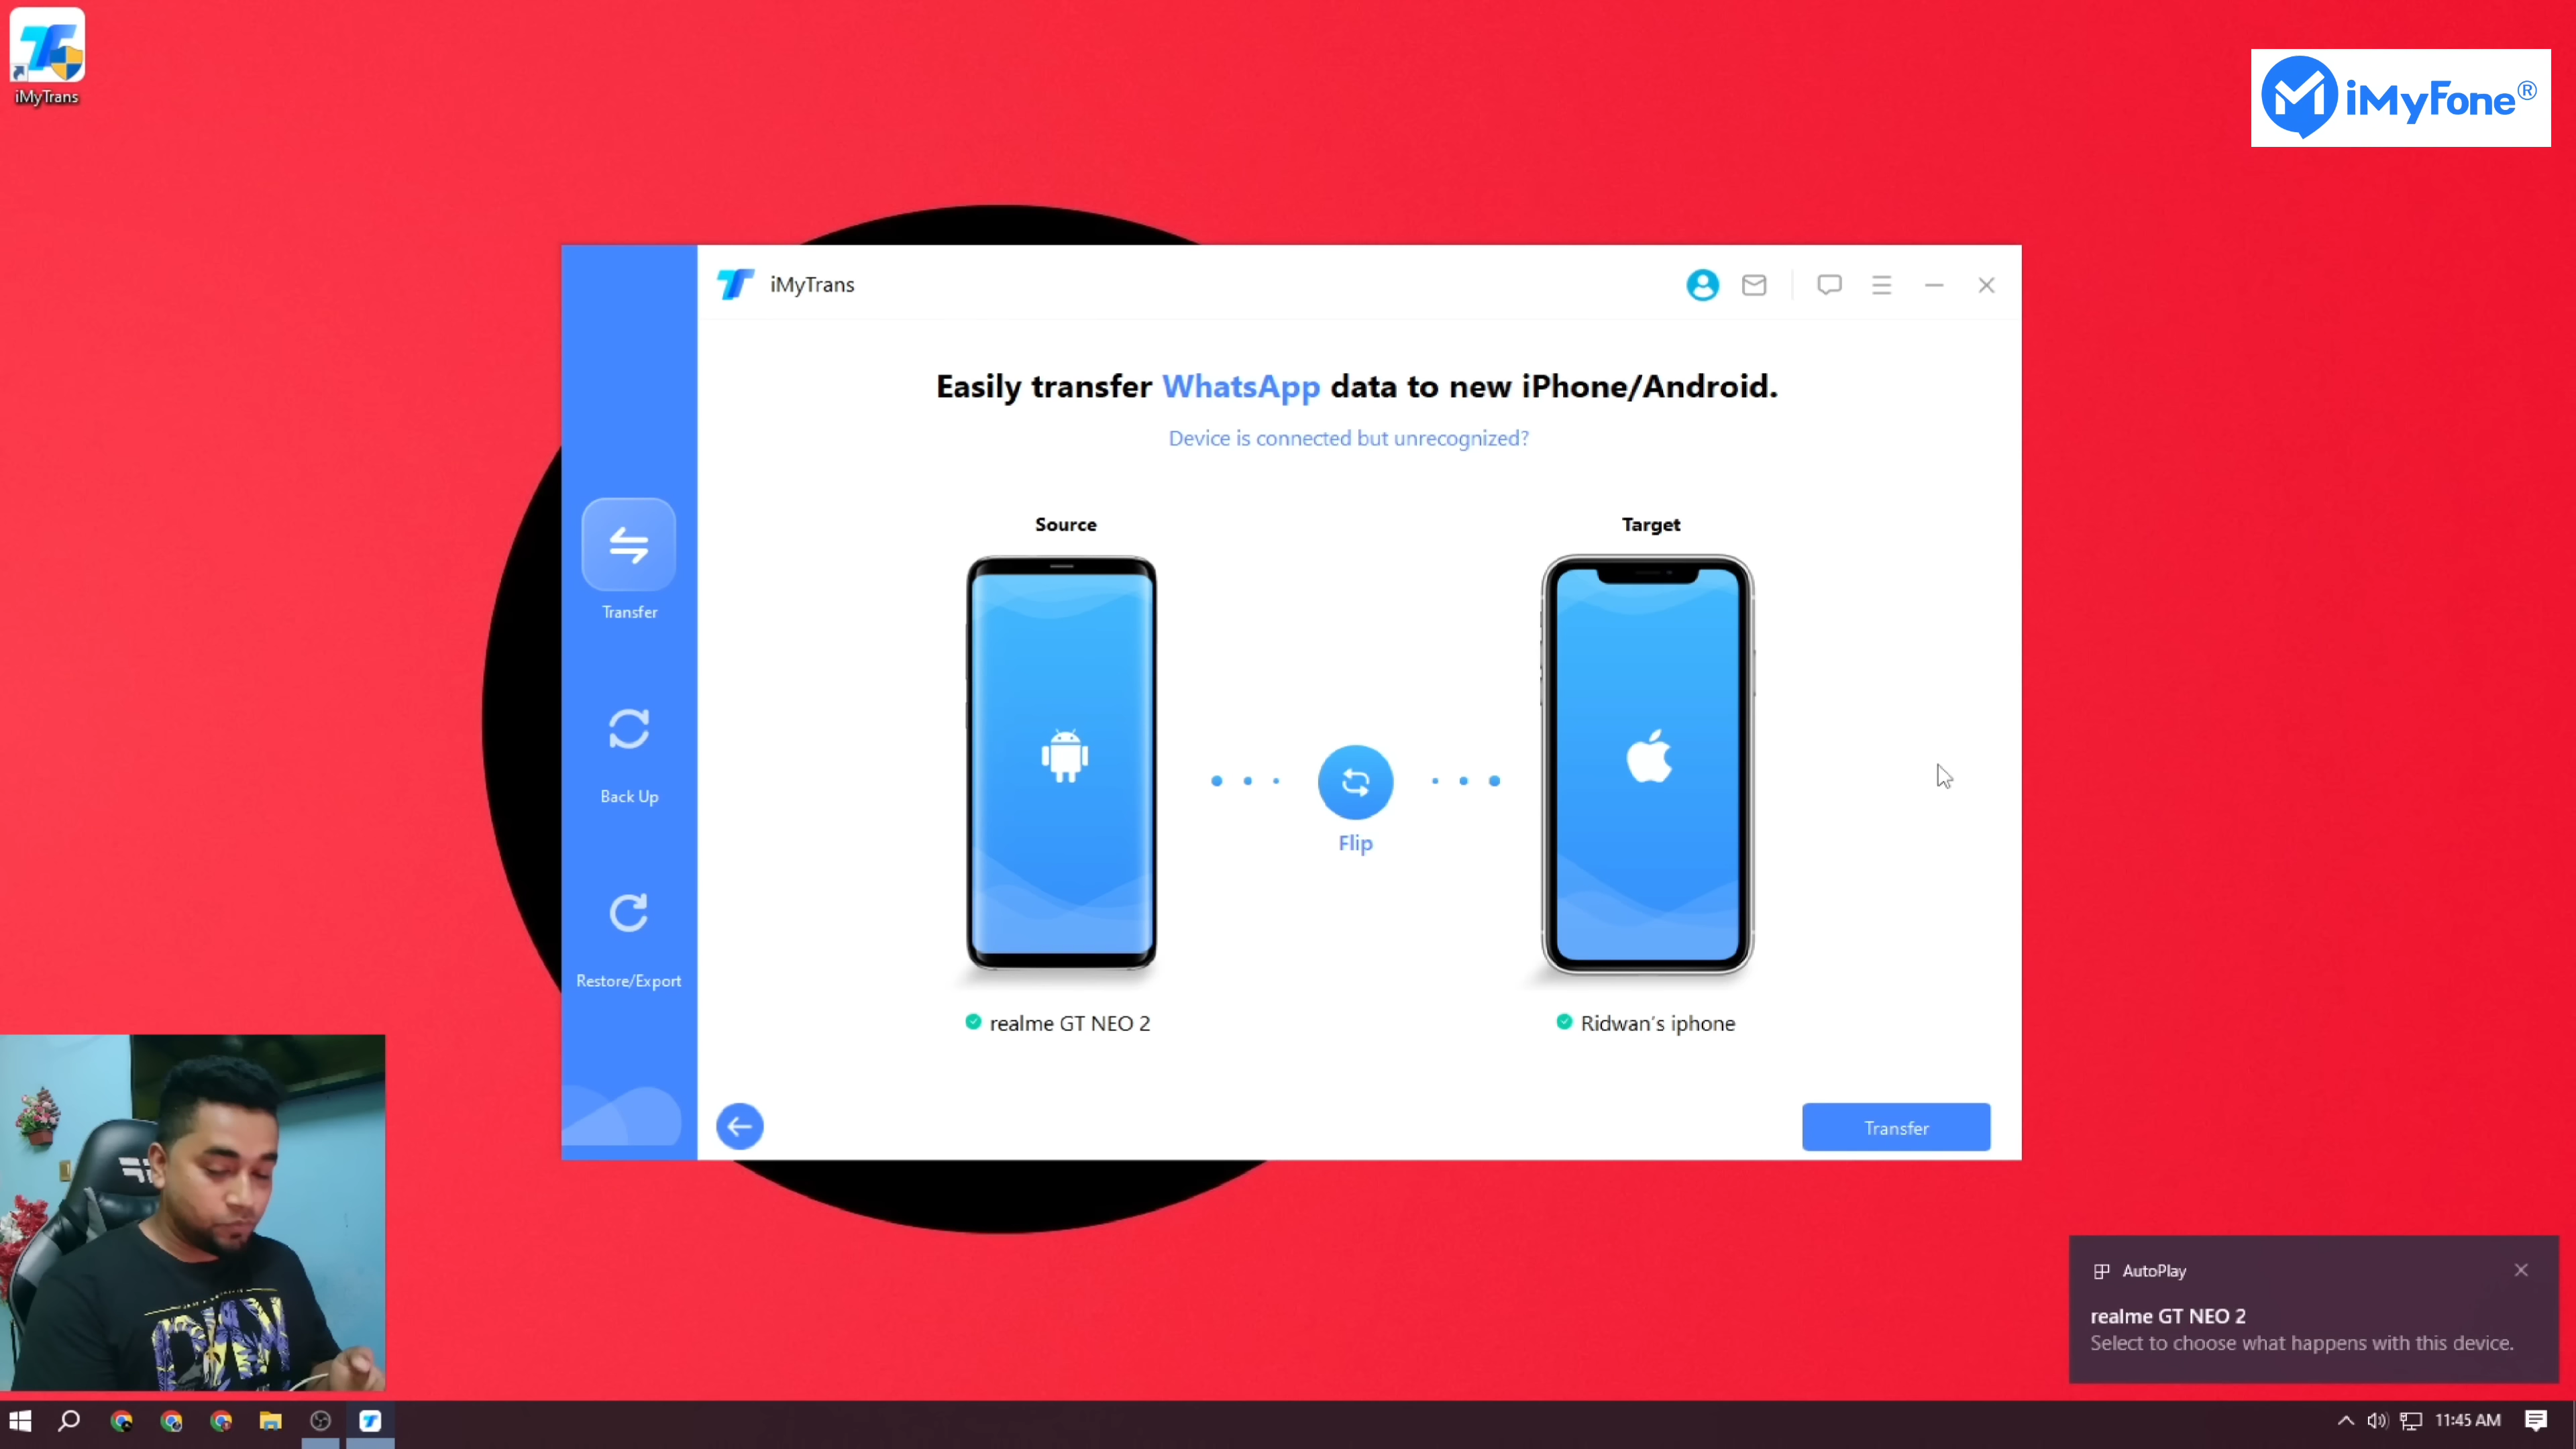 iMyTrans
iMyFone®
iMyTrans
Easily transfer WhatsApp data to new iPhone/Android.
Device is connected but unrecognized?
Source
Target
Transfer
Back Up
Flip
Restore/Export
realme GT NEO 2
Ridwan's iphone
Transfer
AutoPlay
realme GT NEO 2
Select to choose what happens with this device.
11:45 AM